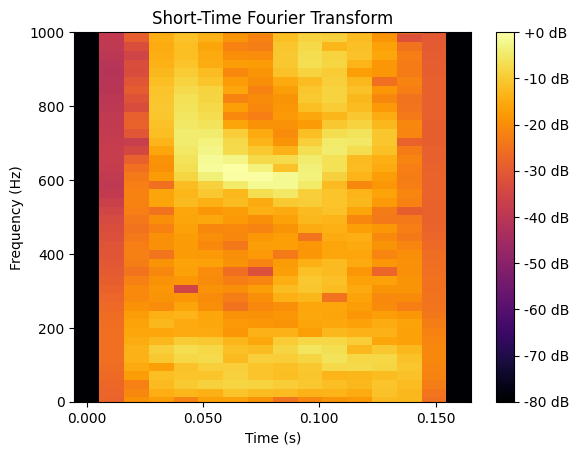 Short-Time Fourier Transform
1000
800
600
400
200
0
Frequency (Hz)
0.000
0.050
0.100
0.150
Time (s)
+0 dB
-10 dB
-20 dB
-30 dB
-40 dB
-50 dB
-60 dB
-70 dB
-80 dB